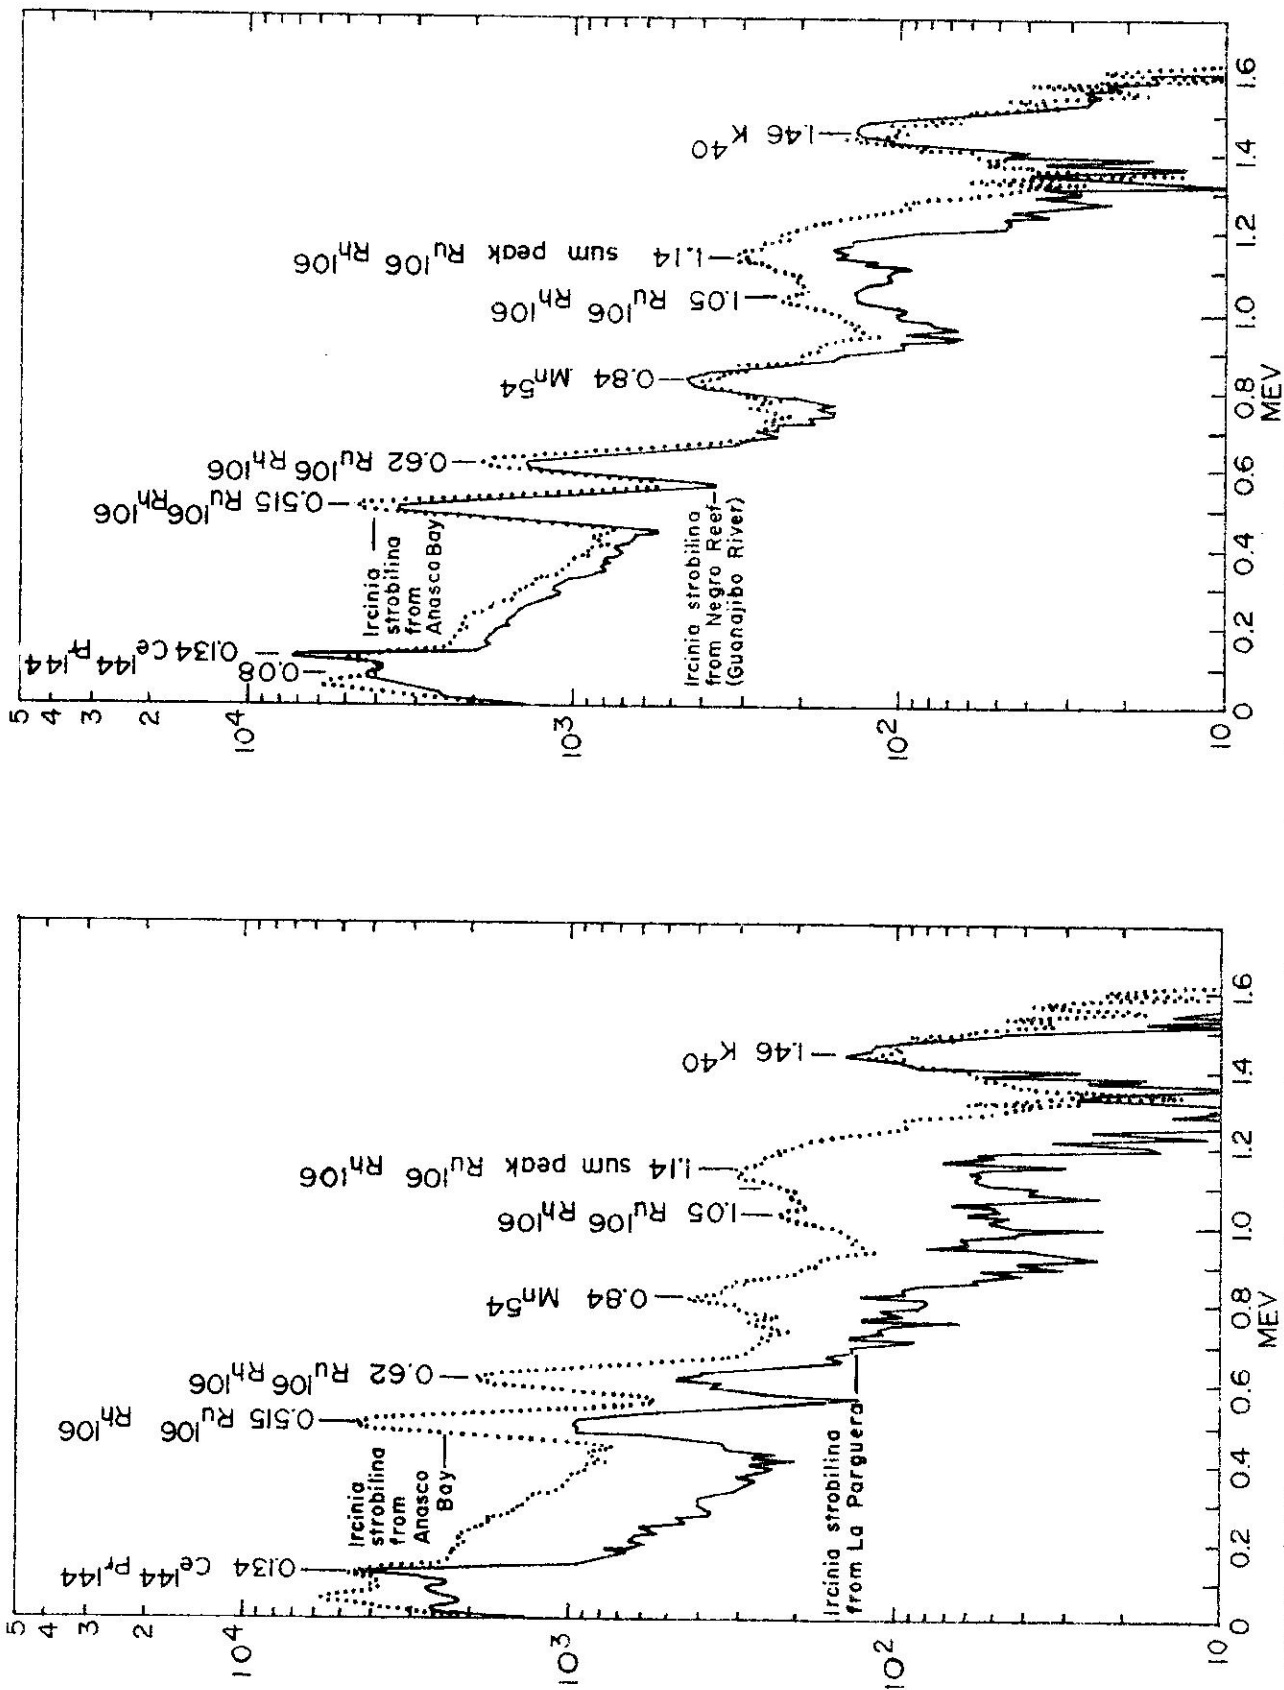 5
4
3
2
10⁴
10³
10²
10
0 0.2 0.4 0.6 0.8 1.0 1.2 1.4 1.6
MEV
0.08
0.134 Ce144 Pr144
Ircinia
strobilina
from
Anasco Bay
0.515 Ru106 Rh106
0.62 Ru106 Rh106
Ircinia strobilina
from Negro Reef
(Guanajibo River)
0.84 Mn54
1.05 Ru106 Rh106
1.14 sum peak Ru106 Rh106
1.46 K40
5
4
3
2
10⁴
10³
10²
10
0 0.2 0.4 0.6 0.8 1.0 1.2 1.4 1.6
MEV
0.134 Ce144 Pr144
Ircinia
strobilina
from
Anasco
Bay
0.515 Ru106 Rh106
0.62 Ru106 Rh106
Ircinia strobilina
from La Parguera
0.84 Mn54
1.05 Ru106 Rh106
1.14 sum peak Ru106 Rh106
1.46 K40